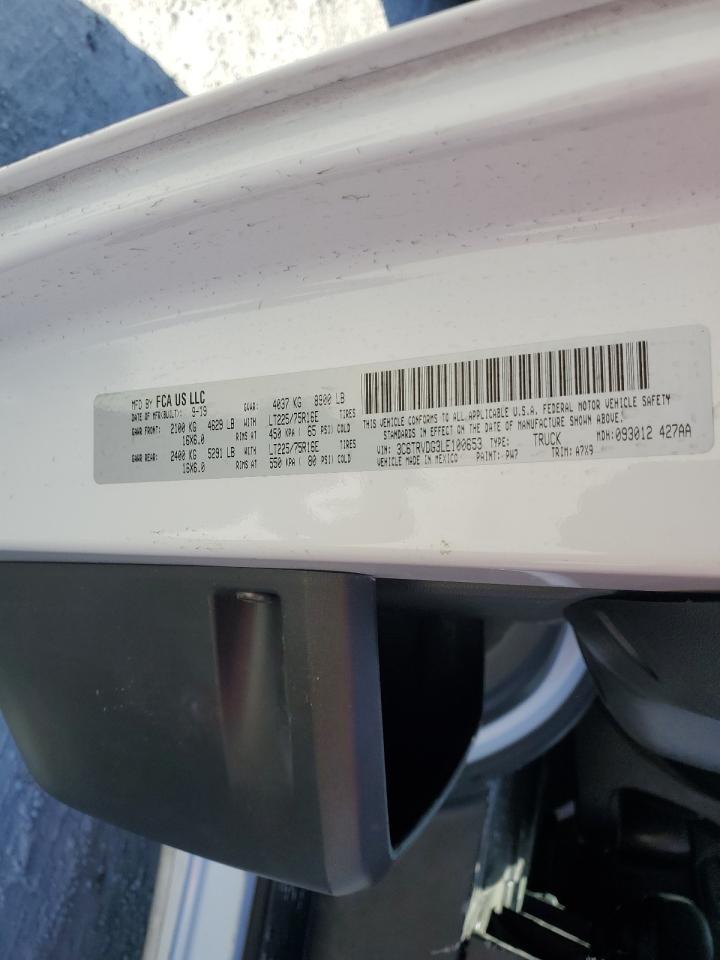 MFD BY FCA US LLC
DATE OF MFR(BUILT): 9-19 GVWR: 4037 KG 8900 LB
GAWR FRONT: 2100 KG 4629 LB WITH LT225/75R16E TIRES
16X6.0 RIMS AT 450 KPA ( 65 PSI) COLD
GAWR REAR: 2400 KG 5291 LB WITH LT225/75R16E TIRES
16X6.0 RIMS AT 550 KPA ( 80 PSI) COLD
THIS VEHICLE CONFORMS TO ALL APPLICABLE U.S.A. FEDERAL MOTOR VEHICLE SAFETY
STANDARDS IN EFFECT ON THE DATE OF MANUFACTURE SHOWN ABOVE.
VIN: 3C6TRVDG3LE100653 TYPE: TRUCK MDH:093012 427AA
VEHICLE MADE IN MEXICO PAINT: PW7 TRIM: A7X9